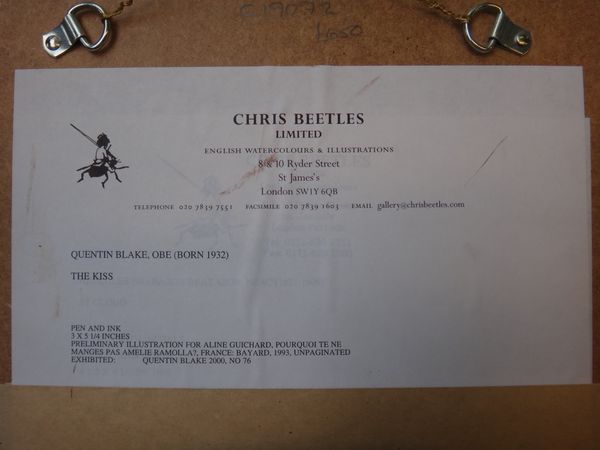 C19072
£650
CHRIS BEETLES
LIMITED
ENGLISH WATERCOLOURS & ILLUSTRATIONS
8 & 10 Ryder Street
St James's
London SW1Y 6QB
TELEPHONE 020 7839 7551 FACSIMILE 020 7839 1603 EMAIL gallery@chrisbeetles.com
QUENTIN BLAKE, OBE (BORN 1932)
THE KISS
PEN AND INK
3 X 5 1/4 INCHES
PRELIMINARY ILLUSTRATION FOR ALINE GUICHARD, POURQUOI TE NE
MANGES PAS AMELIE RAMOLLA?, FRANCE: BAYARD, 1993, UNPAGINATED
EXHIBITED: QUENTIN BLAKE 2000, NO 76